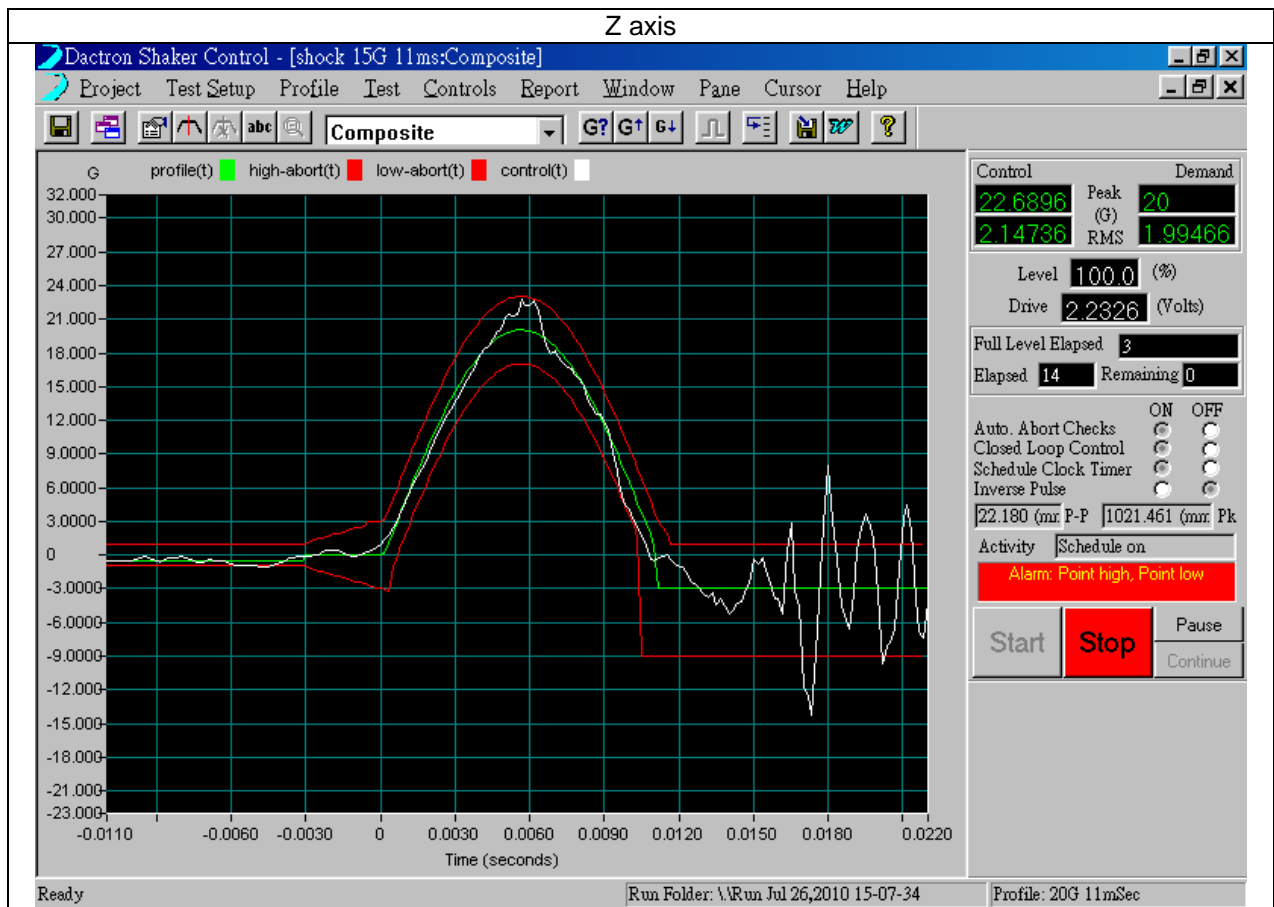 Z axis
Dactron Shaker Control - [shock 15G 11ms:Composite]
Project Test Setup Profile Test Controls Report Window Pane Cursor Help
abc Composite G? G↑ G↓
G profile(t) high-abort(t) low-abort(t) control(t)
32.000
30.000
27.000
24.000
21.000
18.000
15.000
12.000
9.0000
6.0000
3.0000
0
-3.0000
-6.0000
-9.0000
-12.000
-15.000
-18.000
-21.000
-23.000
-0.0110 -0.0060 -0.0030 0 0.0030 0.0060 0.0090 0.0120 0.0150 0.0180 0.0220
Time (seconds)
Control Demand
22.6896 Peak 20
(G)
2.14736 RMS 1.99466
Level 100.0 (%)
Drive 2.2326 (Volts)
Full Level Elapsed 3
Elapsed 14 Remaining 0
ON OFF
Auto. Abort Checks
Closed Loop Control
Schedule Clock Timer
Inverse Pulse
22.180 (mm P-P 1021.461 (mm Pk
Activity Schedule on
Alarm: Point high, Point low
Start Stop Pause
Continue
Ready Run Folder: \.\Run Jul 26,2010 15-07-34 Profile: 20G 11mSec